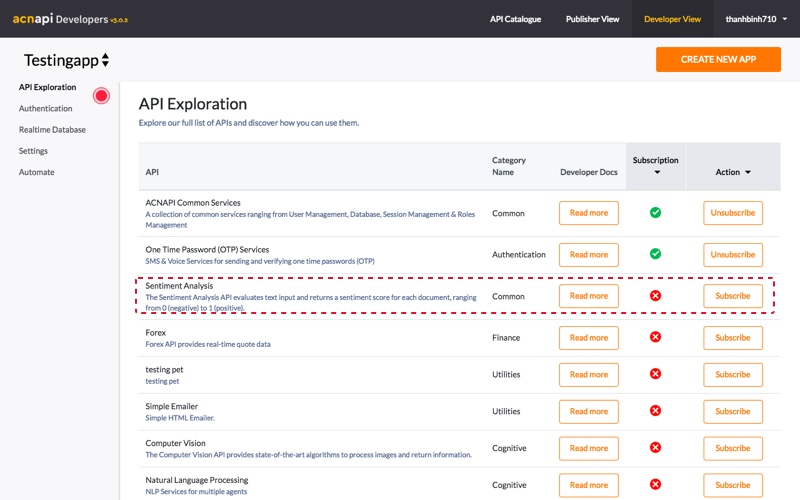 acnapi Developers v3.0.3
API Catalogue
Publisher View
Developer View
thanhbinh710
Testingapp
CREATE NEW APP
API Exploration
Authentication
Realtime Database
Settings
Automate
API Exploration
Explore our full list of APIs and discover how you can use them.
API
Category
Name
Developer Docs
Subscription
Action
ACNAPI Common Services
A collection of common services ranging from User Management, Database, Session Management & Roles
Management
Common
Read more
Unsubscribe
One Time Password (OTP) Services
SMS & Voice Services for sending and verifying one time passwords (OTP)
Authentication
Read more
Unsubscribe
Sentiment Analysis
The Sentiment Analysis API evaluates text input and returns a sentiment score for each document, ranging
from 0 (negative) to 1 (positive).
Common
Read more
Subscribe
Forex
Forex API provides real-time quote data
Finance
Read more
Subscribe
testing pet
testing pet
Utilities
Read more
Subscribe
Simple Emailer
Simple HTML Emailer.
Utilities
Read more
Subscribe
Computer Vision
The Computer Vision API provides state-of-the-art algorithms to process images and return information.
Cognitive
Read more
Subscribe
Natural Language Processing
NLP Services for multiple agents
Cognitive
Read more
Subscribe